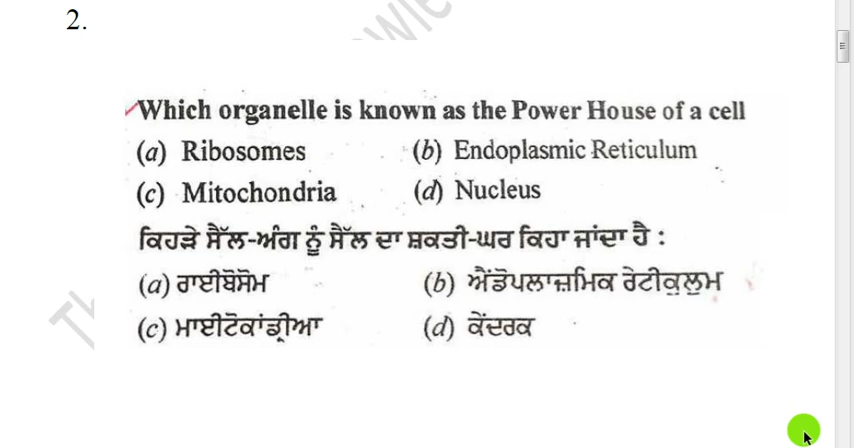 2.
Which organelle is known as the Power House of a cell
(a) Ribosomes (b) Endoplasmic Reticulum
(c) Mitochondria (d) Nucleus
ਕਿਹੜੇ ਸੈੱਲ-ਅੰਗ ਨੂੰ ਸੈੱਲ ਦਾ ਸ਼ਕਤੀ-ਘਰ ਕਿਹਾ ਜਾਂਦਾ ਹੈ :
(a) ਰਾਈਬੋਸੋਮ (b) ਐਂਡੋਪਲਾਜ਼ਮਿਕ ਰੇਟੀਕੁਲੁਮ
(c) ਮਾਈਟੋਕਾਂਡ੍ਰੀਆ (d) ਕੇਂਦਰਕ